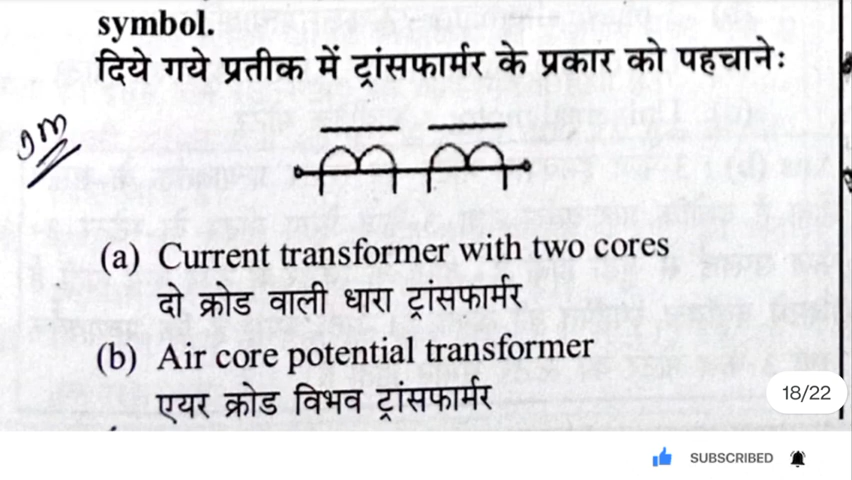 symbol.
दिये गये प्रतीक में ट्रांसफार्मर के प्रकार को पहचाने:
(a) Current transformer with two cores
दो क्रोड वाली धारा ट्रांसफार्मर
(b) Air core potential transformer
एयर क्रोड विभव ट्रांसफार्मर
18/22
SUBSCRIBED